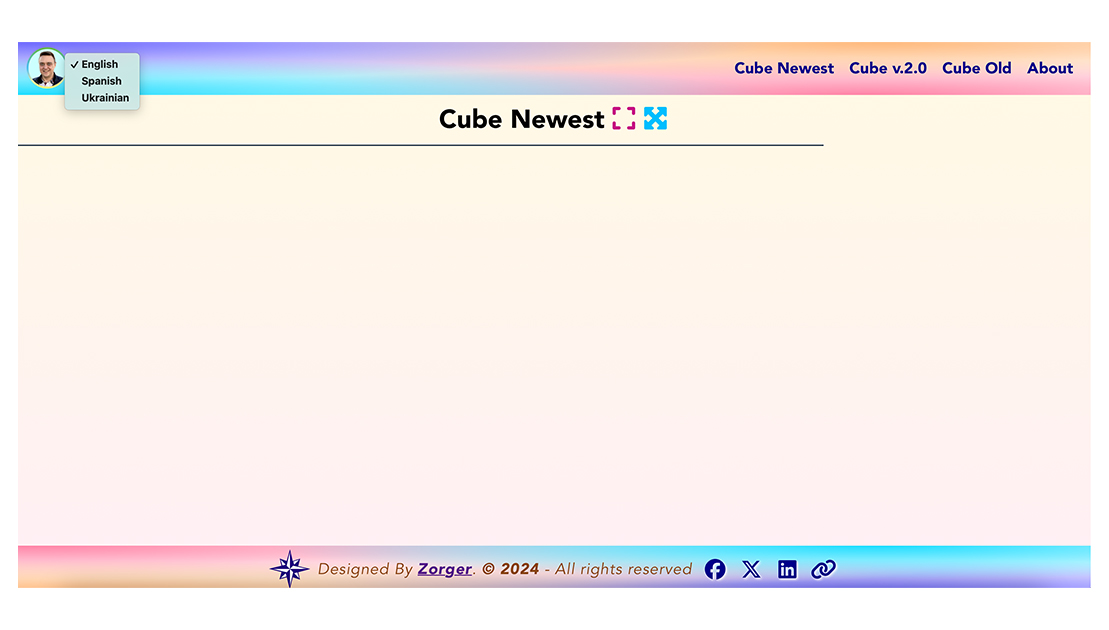 ✓ English
Spanish
Ukrainian
Cube Newest Cube v.2.0 Cube Old About
Cube Newest
Designed By Zorger. © 2024 - All rights reserved